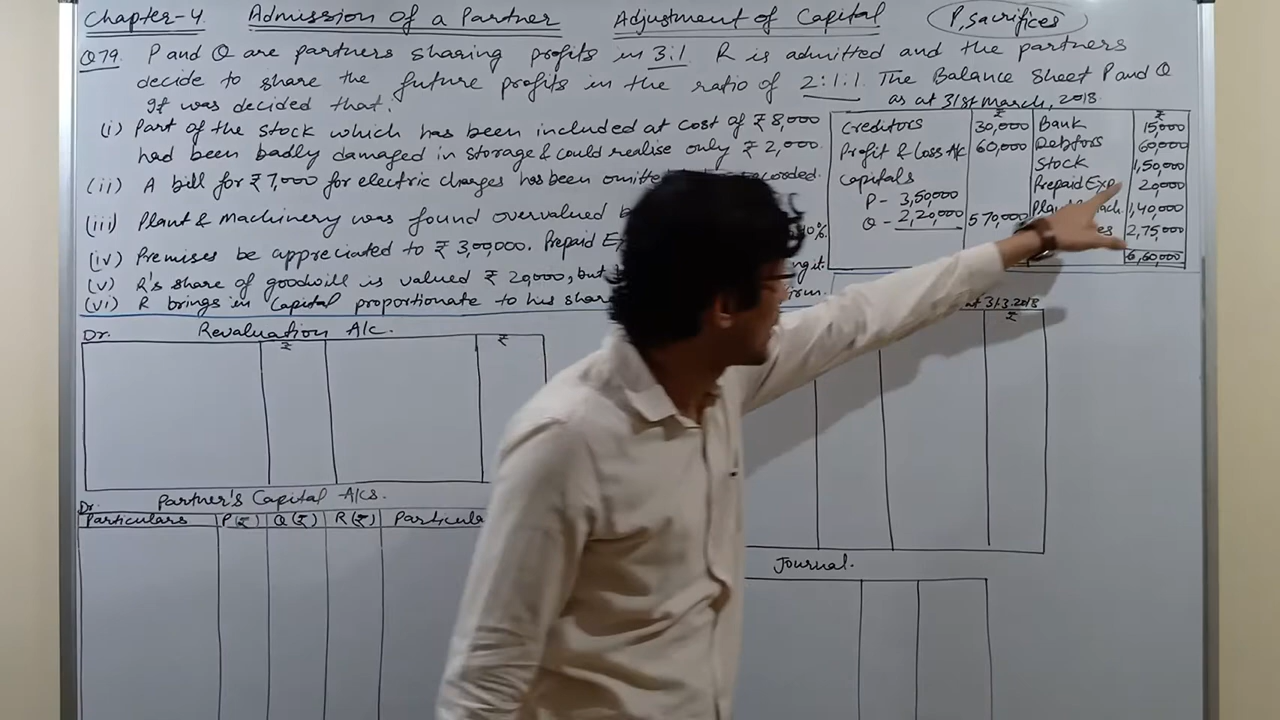 Chapter-4. Admission of a Partner Adjustment of Capital P, Sacrifices
Q79. P and Q are partners sharing profits in 3:1. R is admitted and the partners
decide to share the future profits in the ratio of 2:1:1. The Balance Sheet P and Q
It was decided that. as at 31st March, 2018.
(i) Part of the stock which has been included at cost of ₹ 8,000
had been badly damaged in storage & could realise only ₹ 2,000.
(ii) A bill for ₹ 7,000 for electric charges has been omitted recorded.
(iii) Plant & Machinery was found overvalued
(iv) Premises be appreciated to ₹ 3,00,000. Prepaid
(v) R's share of goodwill is valued ₹ 20,000, but
(vi) R brings in Capital proportionate to his share firm.
₹ ₹
Creditors 30,000 Bank 15,000
Profit & Loss A/c 60,000 Debtors 60,000
Capitals Stock 1,50,000
P - 3,50,000 Prepaid Exp 20,000
Q - 2,20,000 5,70,000 1,40,000
2,75,000
6,60,000
Dr. Revaluation A/c.
₹ ₹
at 31.3.2018
₹
Partner's Capital A/cs.
Dr.
Particulars P(₹) Q(₹) R(₹)
Journal.